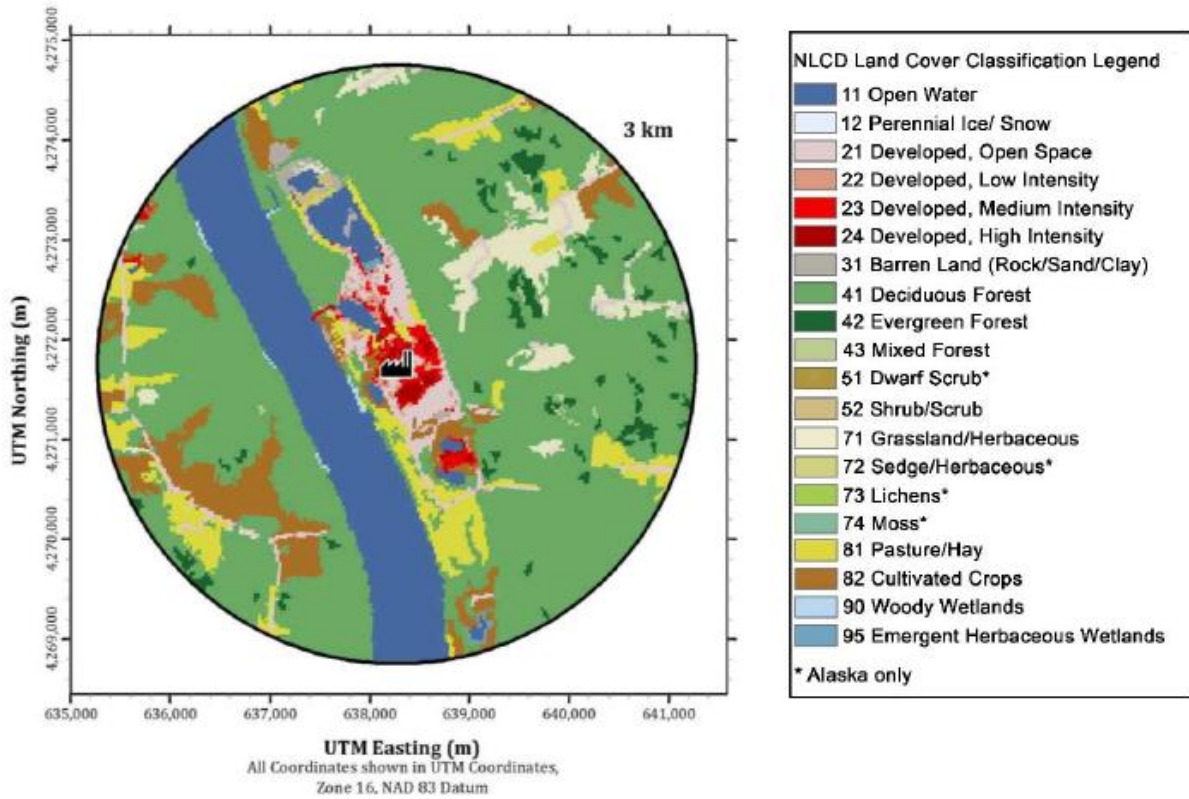 4,275,000
4,274,000
4,273,000
4,272,000
4,271,000
4,270,000
4,269,000
UTM Northing (m)
3 km
635,000 636,000 637,000 638,000 639,000 640,000 641,000
UTM Easting (m)
All Coordinates shown in UTM Coordinates,
Zone 16, NAD 83 Datum
NLCD Land Cover Classification Legend
11 Open Water
12 Perennial Ice/ Snow
21 Developed, Open Space
22 Developed, Low Intensity
23 Developed, Medium Intensity
24 Developed, High Intensity
31 Barren Land (Rock/Sand/Clay)
41 Deciduous Forest
42 Evergreen Forest
43 Mixed Forest
51 Dwarf Scrub*
52 Shrub/Scrub
71 Grassland/Herbaceous
72 Sedge/Herbaceous*
73 Lichens*
74 Moss*
81 Pasture/Hay
82 Cultivated Crops
90 Woody Wetlands
95 Emergent Herbaceous Wetlands
* Alaska only